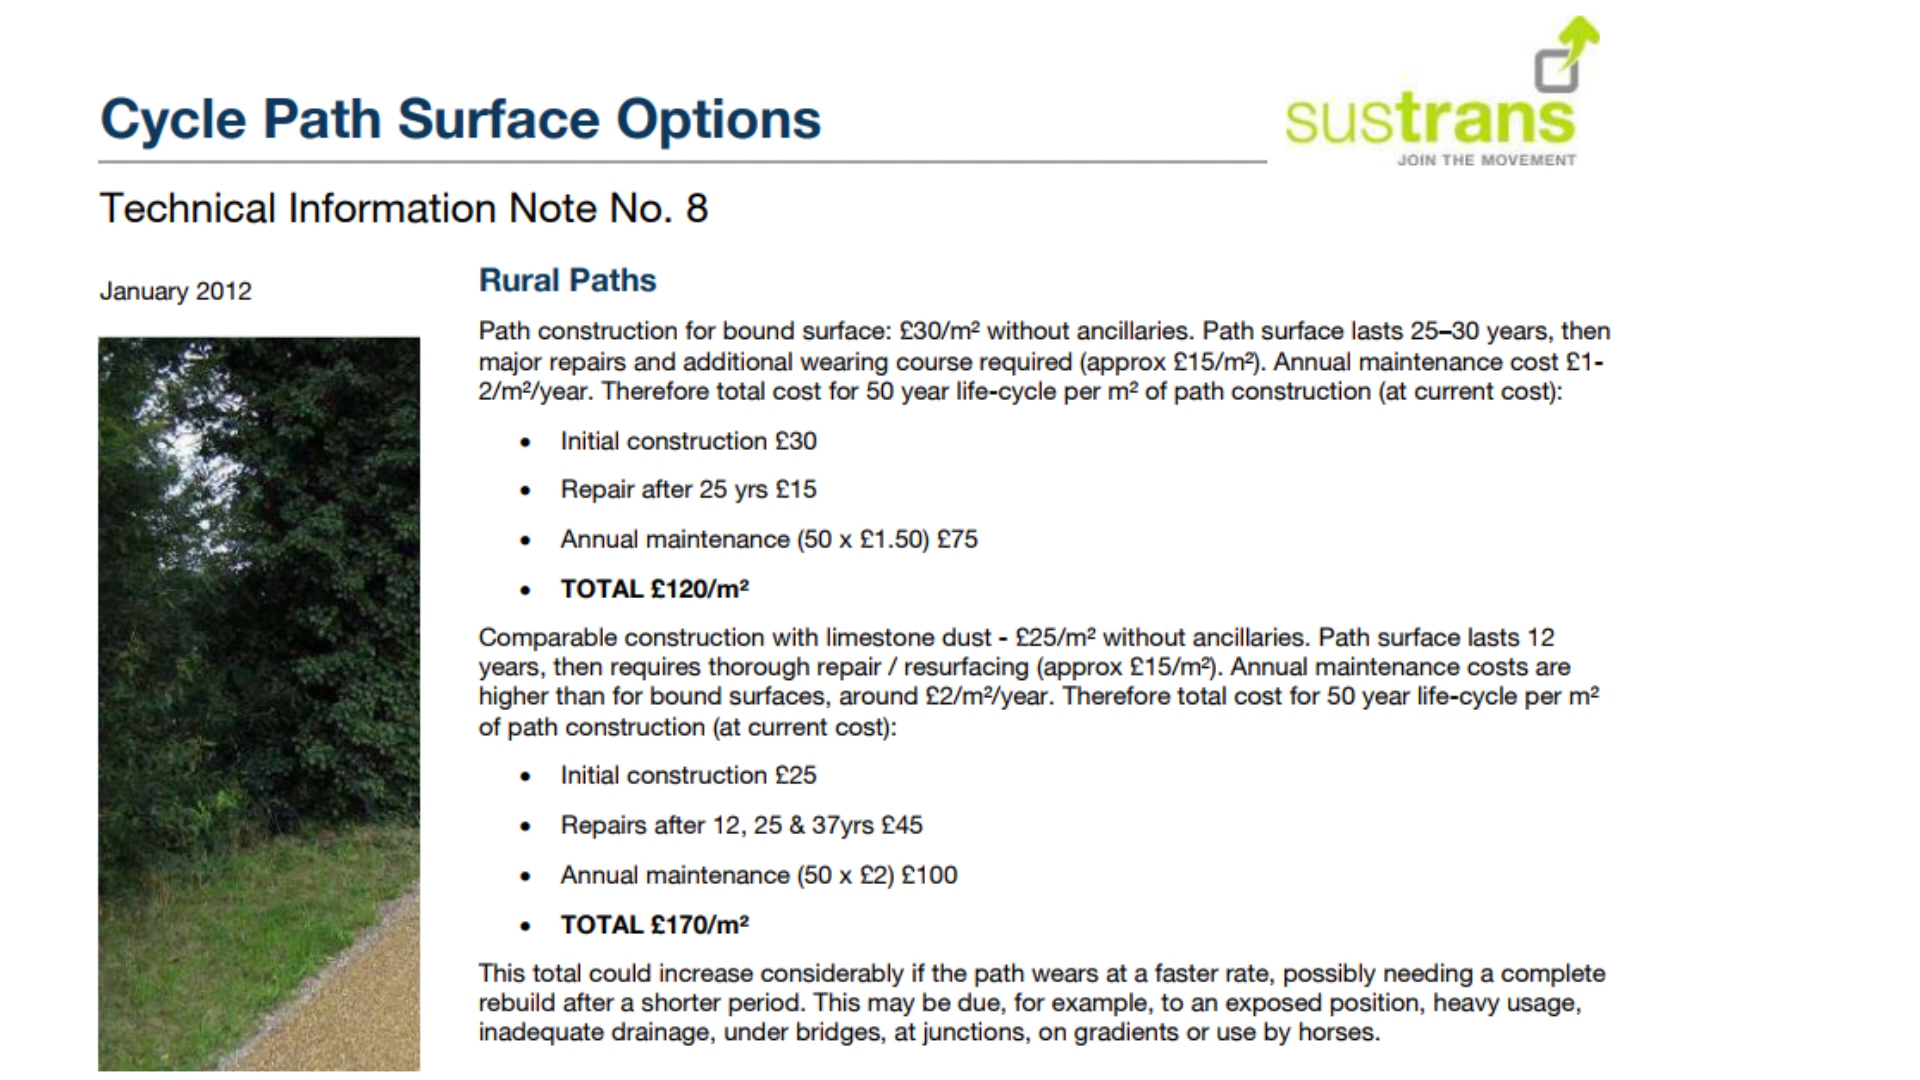 Cycle Path Surface Options
sustrans
JOIN THE MOVEMENT
Technical Information Note No. 8
January 2012
Rural Paths
Path construction for bound surface: £30/m² without ancillaries. Path surface lasts 25–30 years, then
major repairs and additional wearing course required (approx £15/m²). Annual maintenance cost £1-
2/m²/year. Therefore total cost for 50 year life-cycle per m² of path construction (at current cost):
• Initial construction £30
• Repair after 25 yrs £15
• Annual maintenance (50 x £1.50) £75
• TOTAL £120/m²
Comparable construction with limestone dust - £25/m² without ancillaries. Path surface lasts 12
years, then requires thorough repair / resurfacing (approx £15/m²). Annual maintenance costs are
higher than for bound surfaces, around £2/m²/year. Therefore total cost for 50 year life-cycle per m²
of path construction (at current cost):
• Initial construction £25
• Repairs after 12, 25 & 37yrs £45
• Annual maintenance (50 x £2) £100
• TOTAL £170/m²
This total could increase considerably if the path wears at a faster rate, possibly needing a complete
rebuild after a shorter period. This may be due, for example, to an exposed position, heavy usage,
inadequate drainage, under bridges, at junctions, on gradients or use by horses.